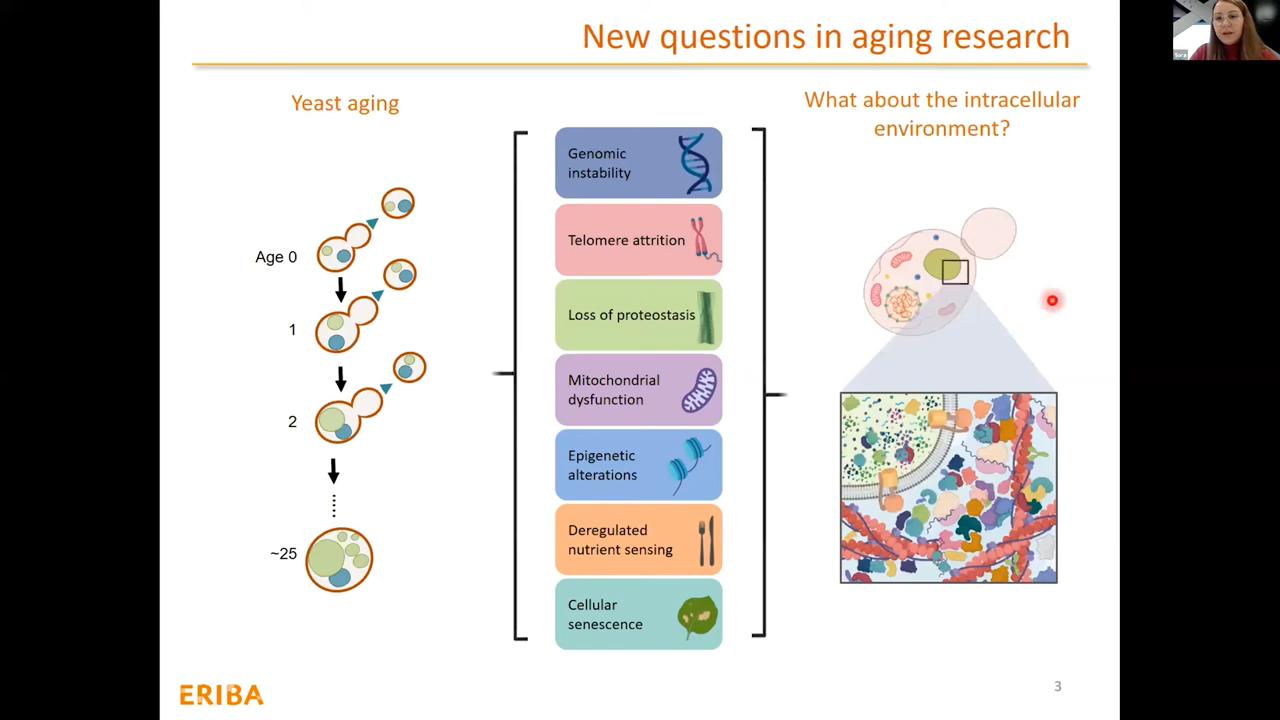 New questions in aging research
Yeast aging
What about the intracellular
environment?
Age 0
1
2
~25
Genomic
instability
Telomere attrition
Loss of proteostasis
Mitochondrial
dysfunction
Epigenetic
alterations
Deregulated
nutrient sensing
Cellular
senescence
ERIBA
3